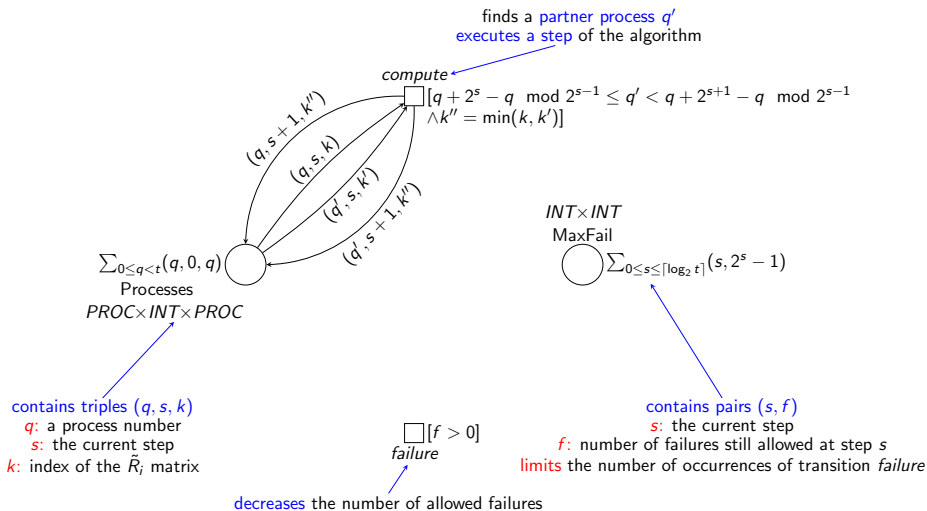 finds a partner process q′
executes a step of the algorithm
compute
[q + 2^s − q mod 2^{s−1} ≤ q′ < q + 2^{s+1} − q mod 2^{s−1}
∧k″ = min(k, k′)]
(q, s + 1, k″)
(q, s, k)
(q′, s, k′)
(q′, s + 1, k″)
INT×INT
MaxFail
∑_{0≤s≤⌈log₂ t⌉}(s, 2^s − 1)
∑_{0≤q<t}(q, 0, q)
Processes
PROC×INT×PROC
contains triples (q, s, k)
q: a process number
s: the current step
k: index of the R̃_i matrix
[f > 0]
failure
decreases the number of allowed failures
contains pairs (s, f)
s: the current step
f: number of failures still allowed at step s
limits the number of occurrences of transition failure